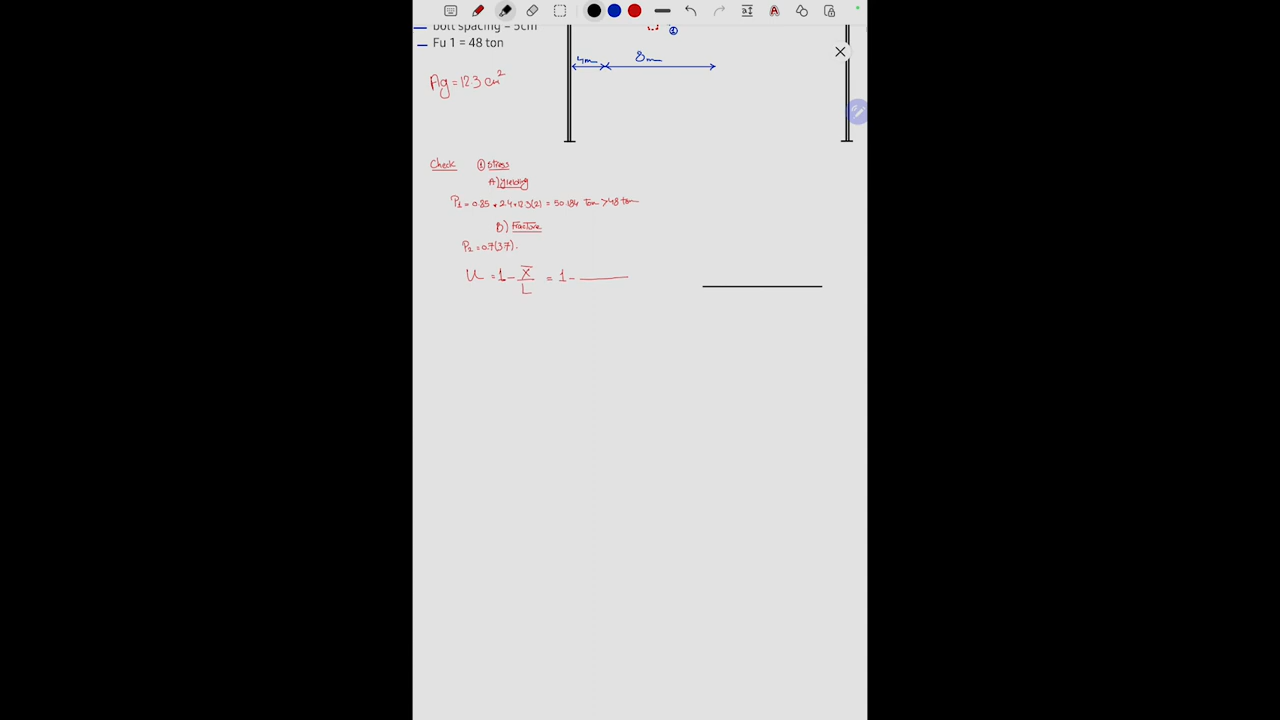 bolt spacing = 5cm
Fu 1 = 48 ton
4m 8m
Ag = 12.3 cm²
Check ① Stress
A) yielding
P1 = 0.85 * 2.4 * 12.3(2) = 50.184 Ton > 48 ton
B) Fracture
P2 = 0.7(3.7).
U = 1 - X̅/L = 1 -